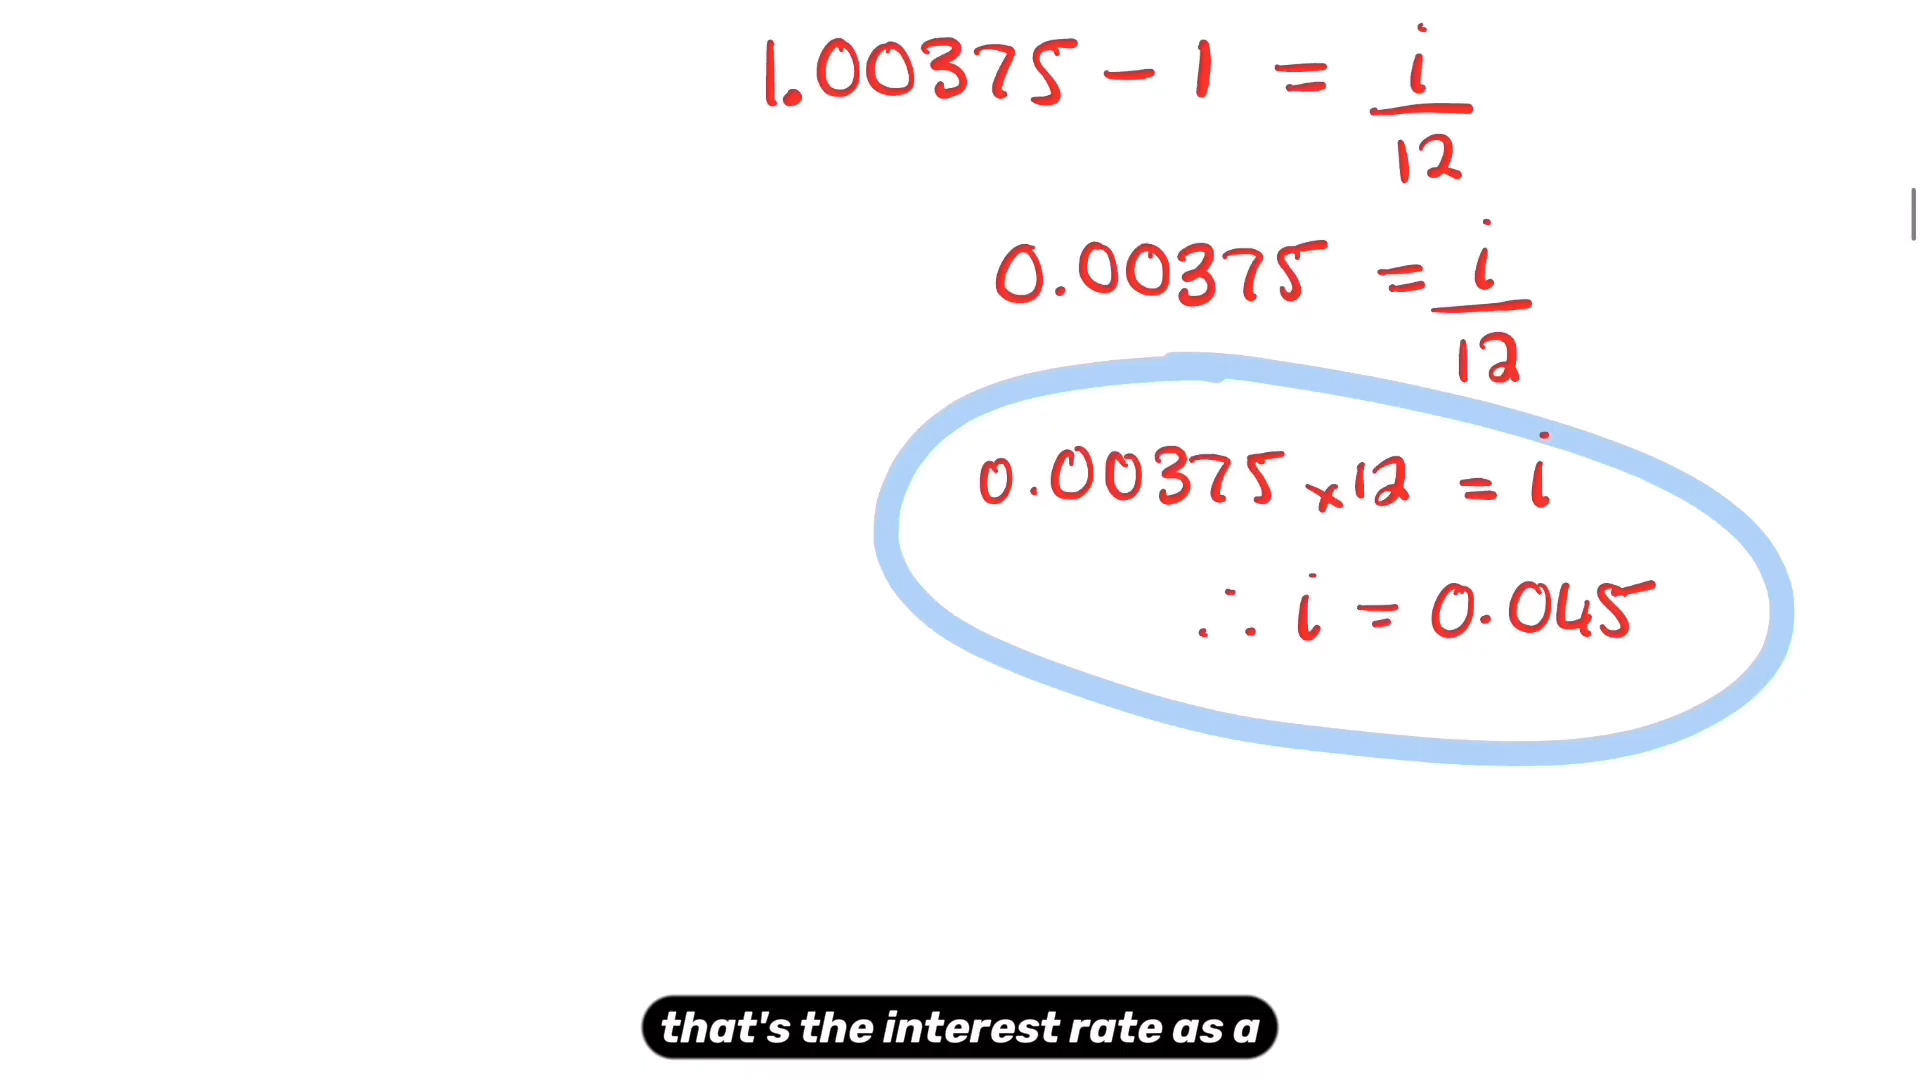 1.00375 - 1 = i/12
0.00375 = i/12
0.00375 × 12 = i
∴ i = 0.045
that's the interest rate as a